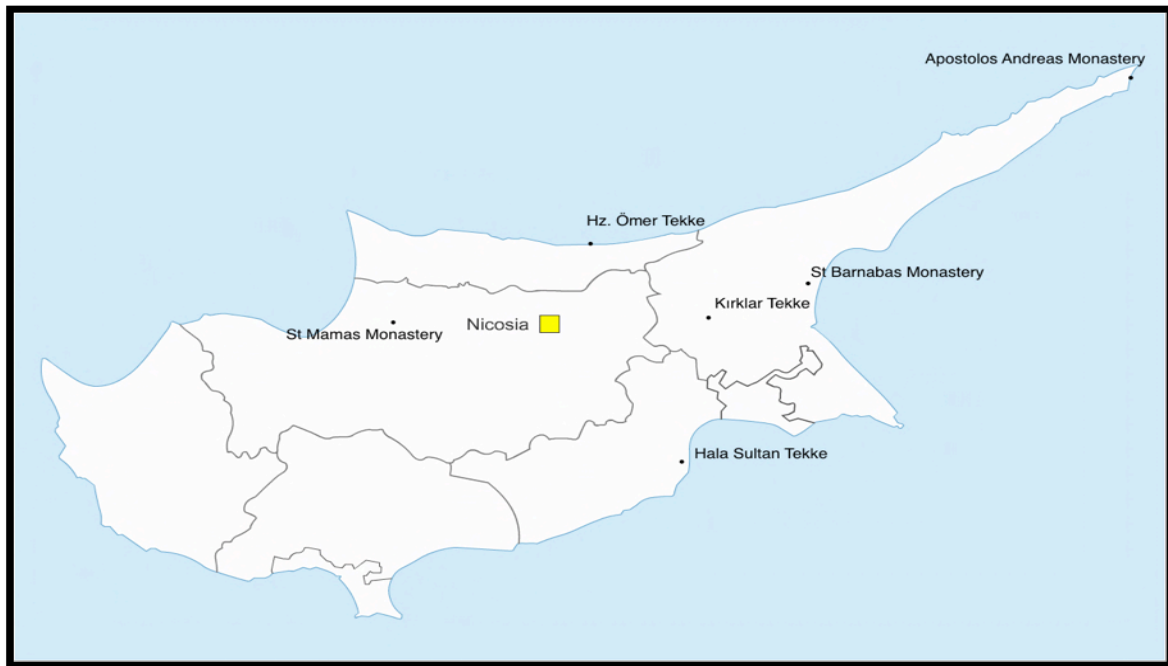 Apostolos Andreas Monastery
Hz. Ömer Tekke
St Barnabas Monastery
Kırklar Tekke
Nicosia
St Mamas Monastery
Hala Sultan Tekke